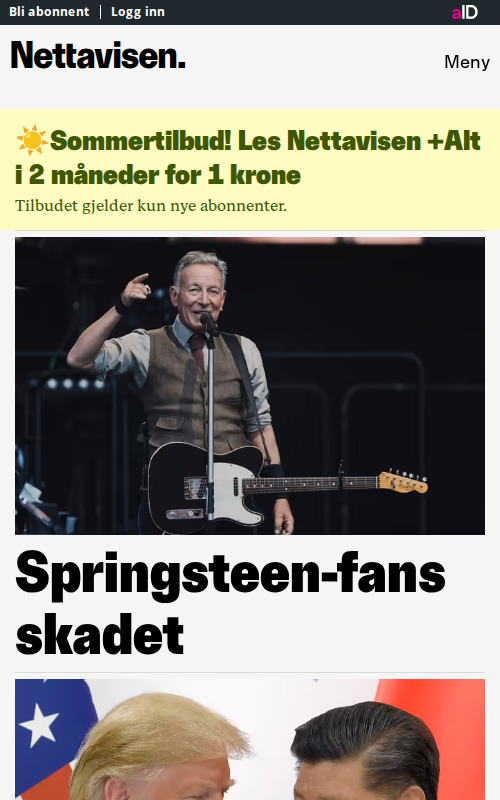 Bli abonnent
Logg inn
aID
Nettavisen.
Meny
☀️Sommertilbud! Les Nettavisen +Alt
i 2 måneder for 1 krone
Tilbudet gjelder kun nye abonnenter.
Springsteen-fans
skadet